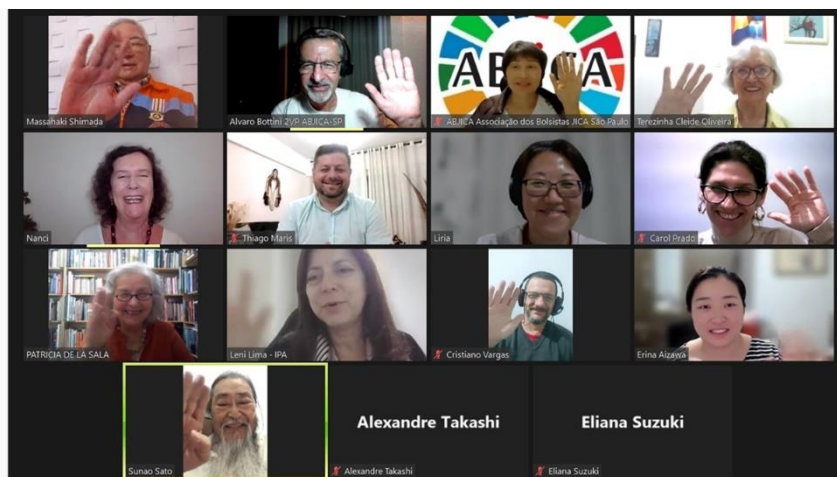 Massahaki Shimada
Alvaro Bottini 2VP ABJICA-SP
ABJICA
ABJICA Associação dos Bolsistas JICA São Paulo
Terezinha Cleide Oliveira
Nanci
Thiago Maris
Liria
Carol Prado
PATRICIA DE LA SALA
Leni Lima - IPA
Cristiano Vargas
Erina Aizawa
Sunao Sato
Alexandre Takashi
Alexandre Takashi
Eliana Suzuki
Eliana Suzuki